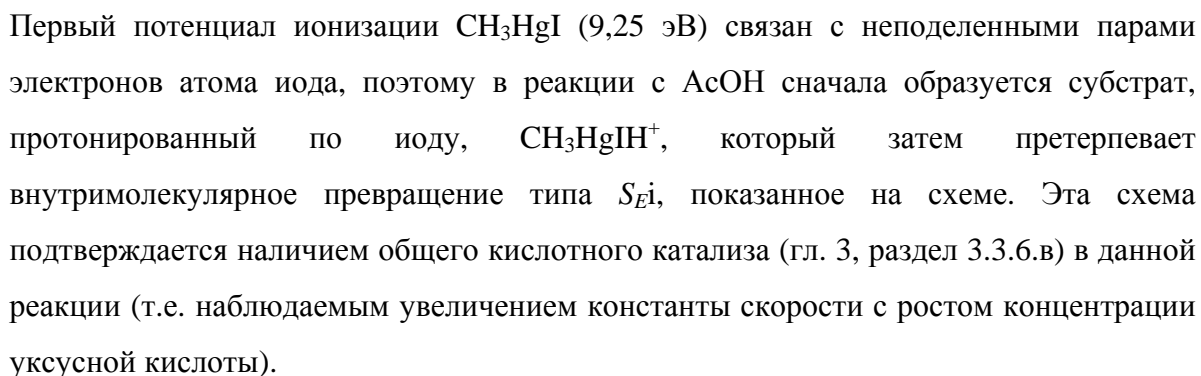 Первый потенциал ионизации CH₃HgI (9,25 эВ) связан с неподеленными парами
электронов атома иода, поэтому в реакции с AcOH сначала образуется субстрат,
протонированный по иоду, CH₃HgIH⁺, который затем претерпевает
внутримолекулярное превращение типа SEi, показанное на схеме. Эта схема
подтверждается наличием общего кислотного катализа (гл. 3, раздел 3.3.6.в) в данной
реакции (т.е. наблюдаемым увеличением константы скорости с ростом концентрации
уксусной кислоты).